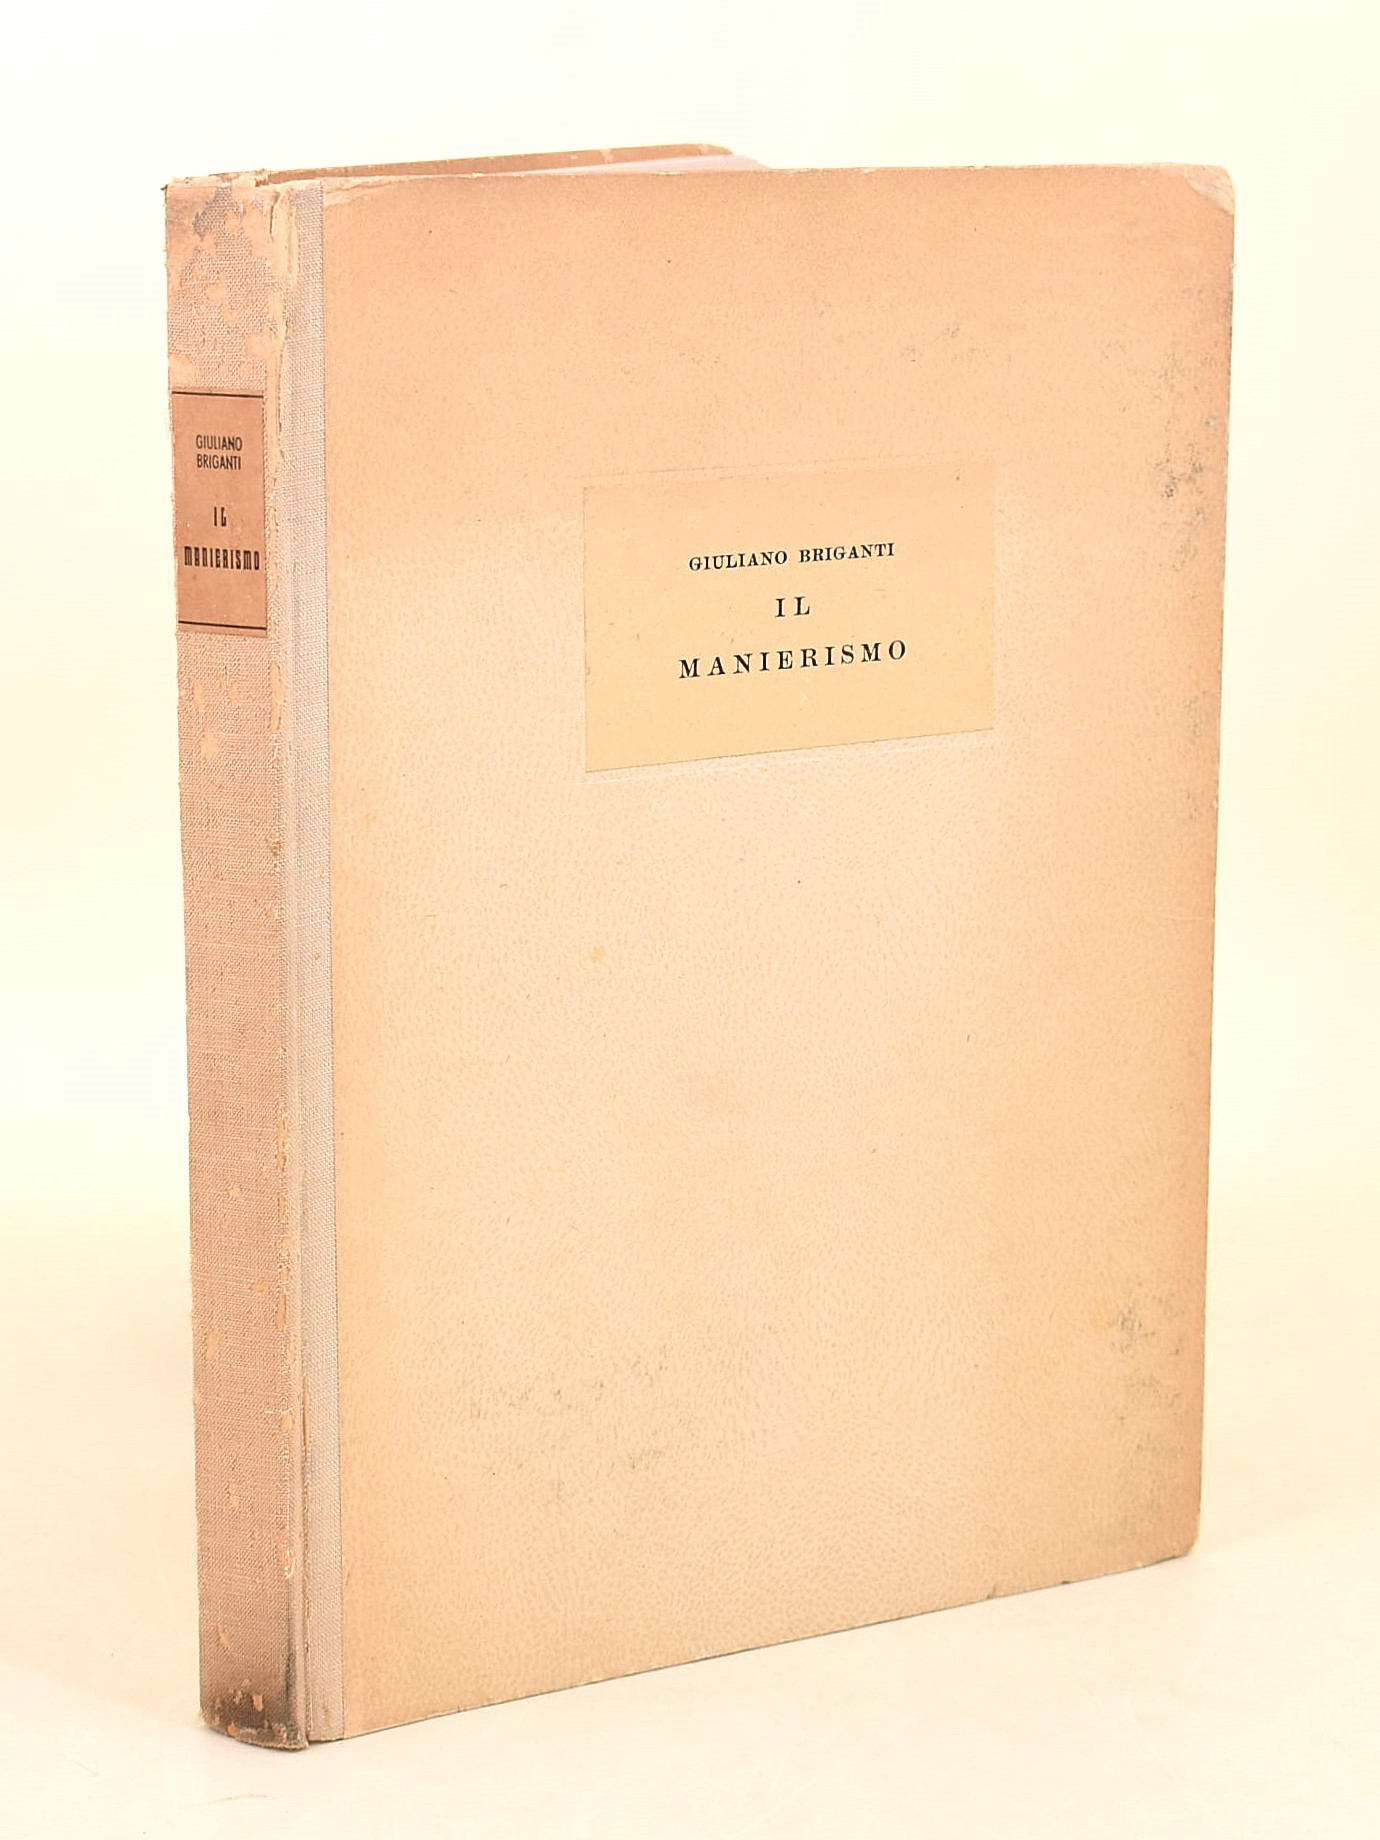 GIULIANO
BRIGANTI
IL
MANIERISMO
GIULIANO BRIGANTI
IL
MANIERISMO